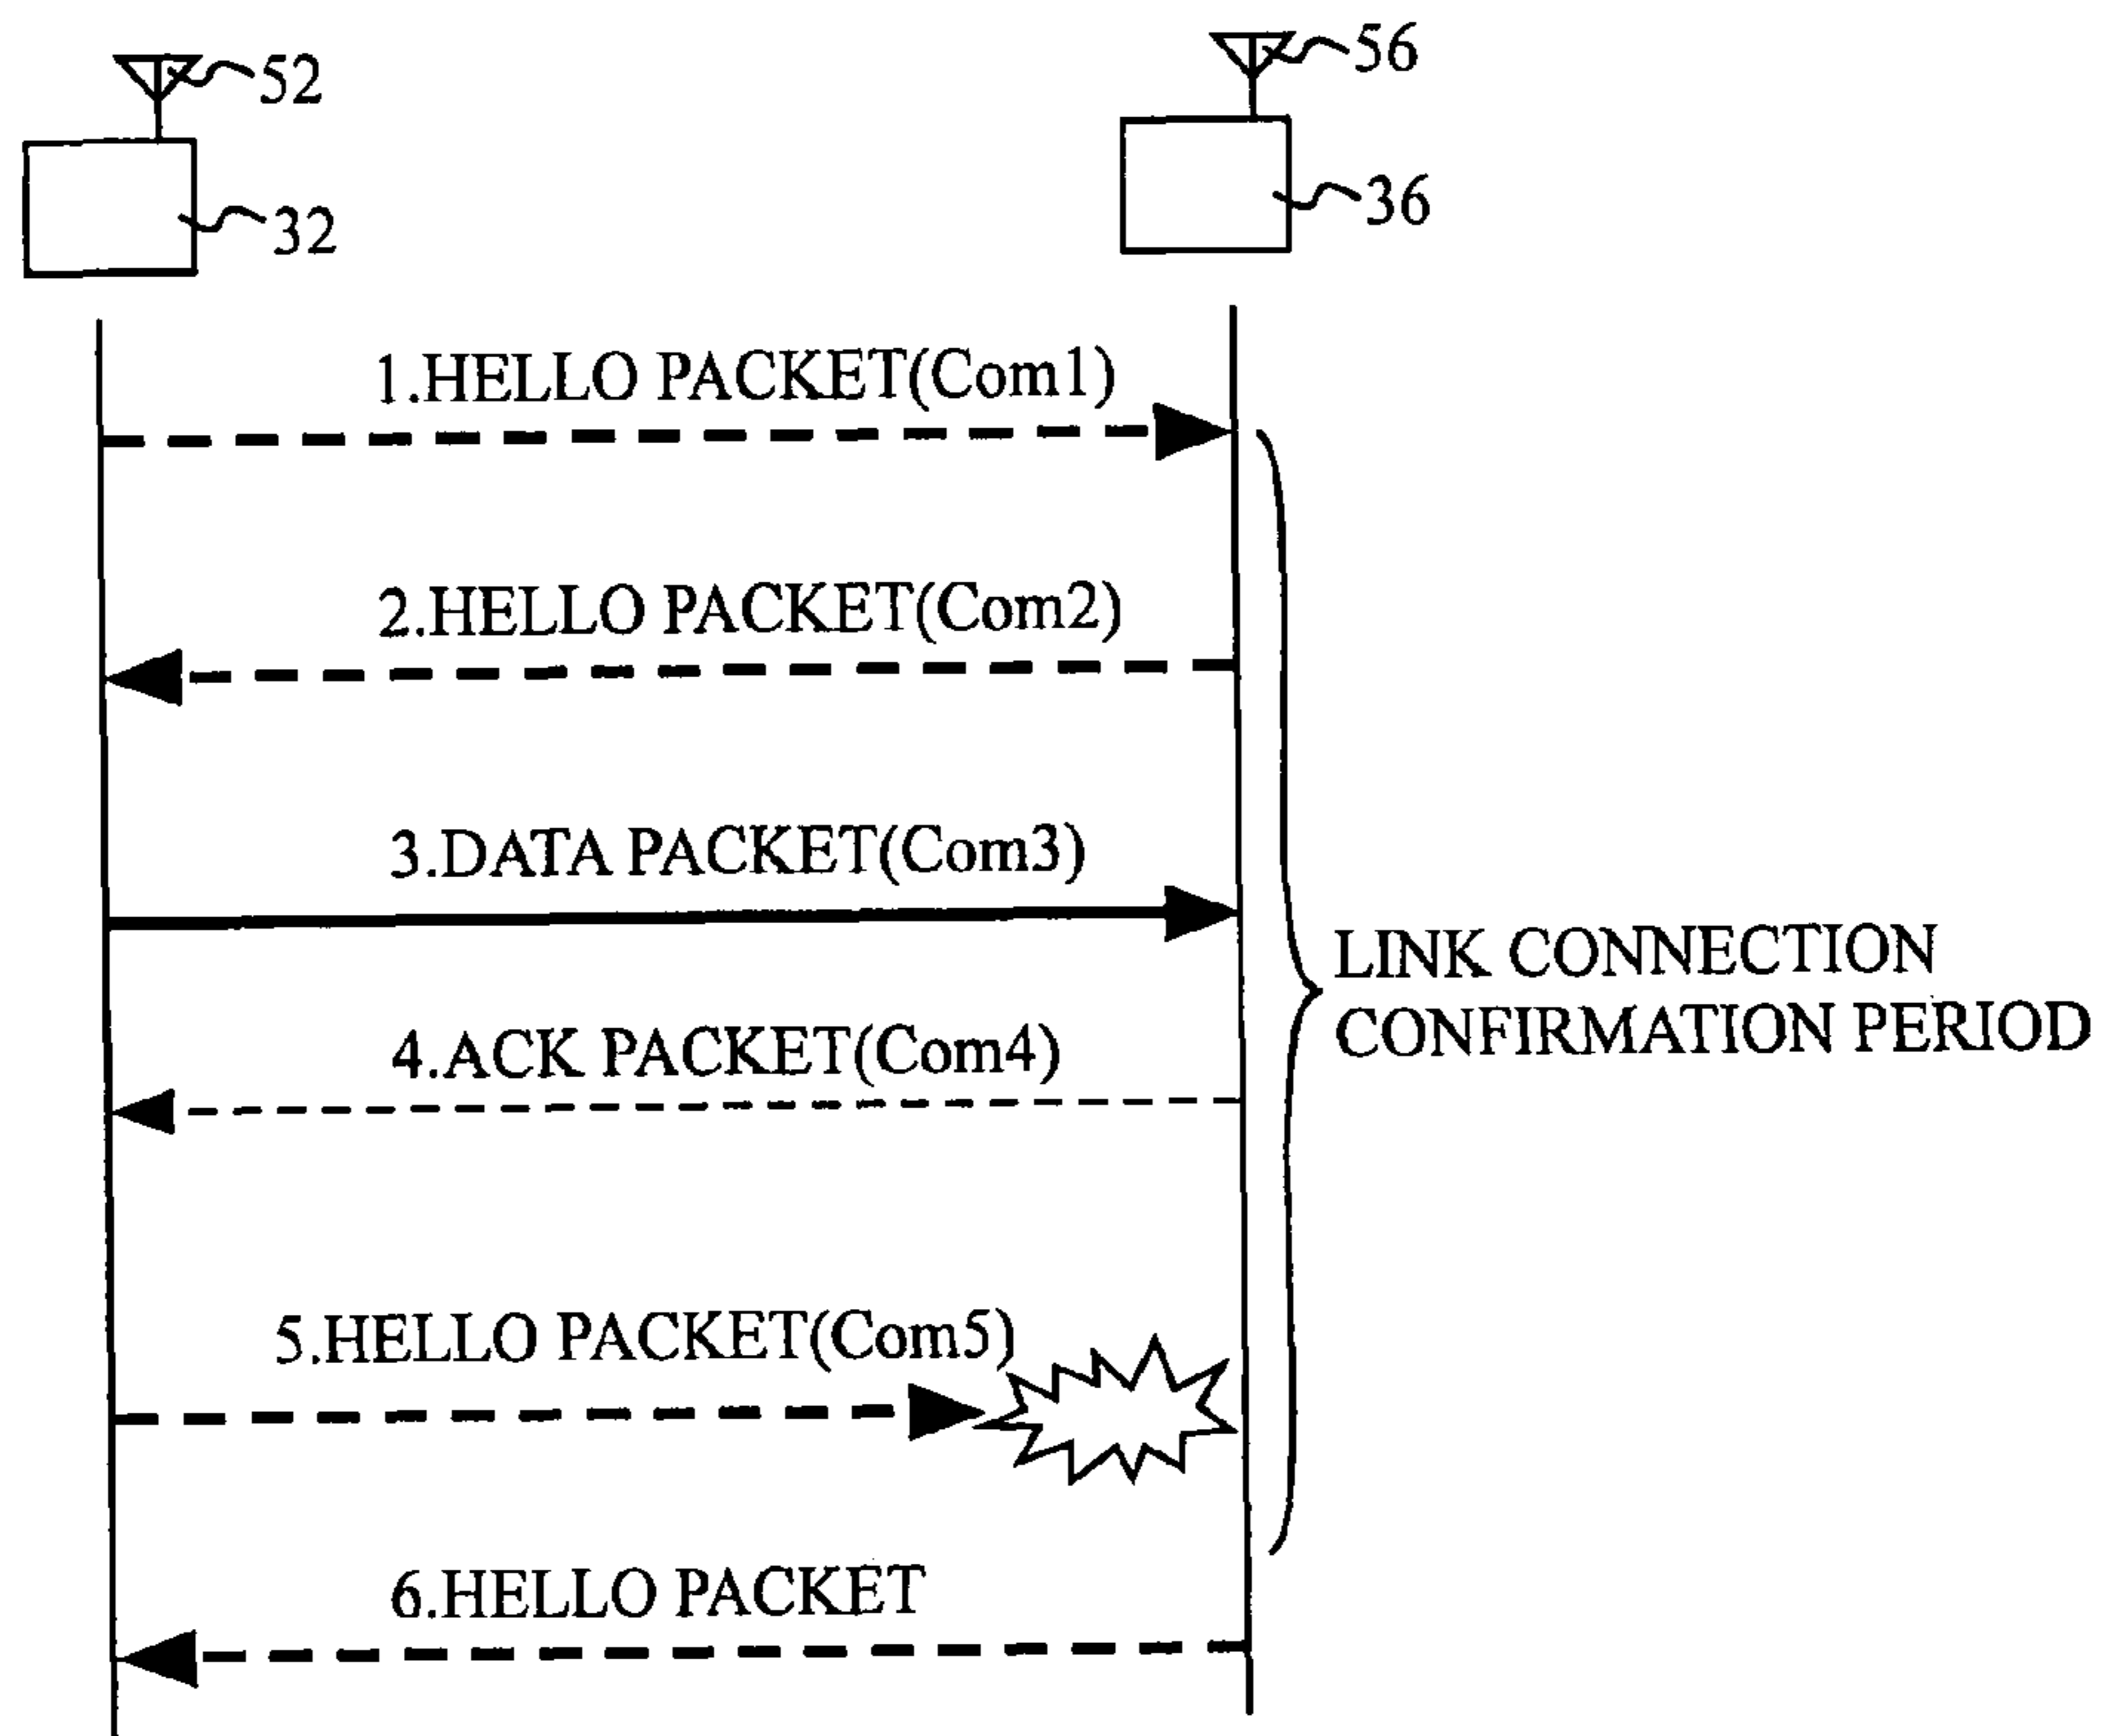 52
56
32
36
1.HELLO PACKET(Com1)
2.HELLO PACKET(Com2)
3.DATA PACKET(Com3)
LINK CONNECTION
CONFIRMATION PERIOD
4.ACK PACKET(Com4)
5.HELLO PACKET(Com5)
6.HELLO PACKET